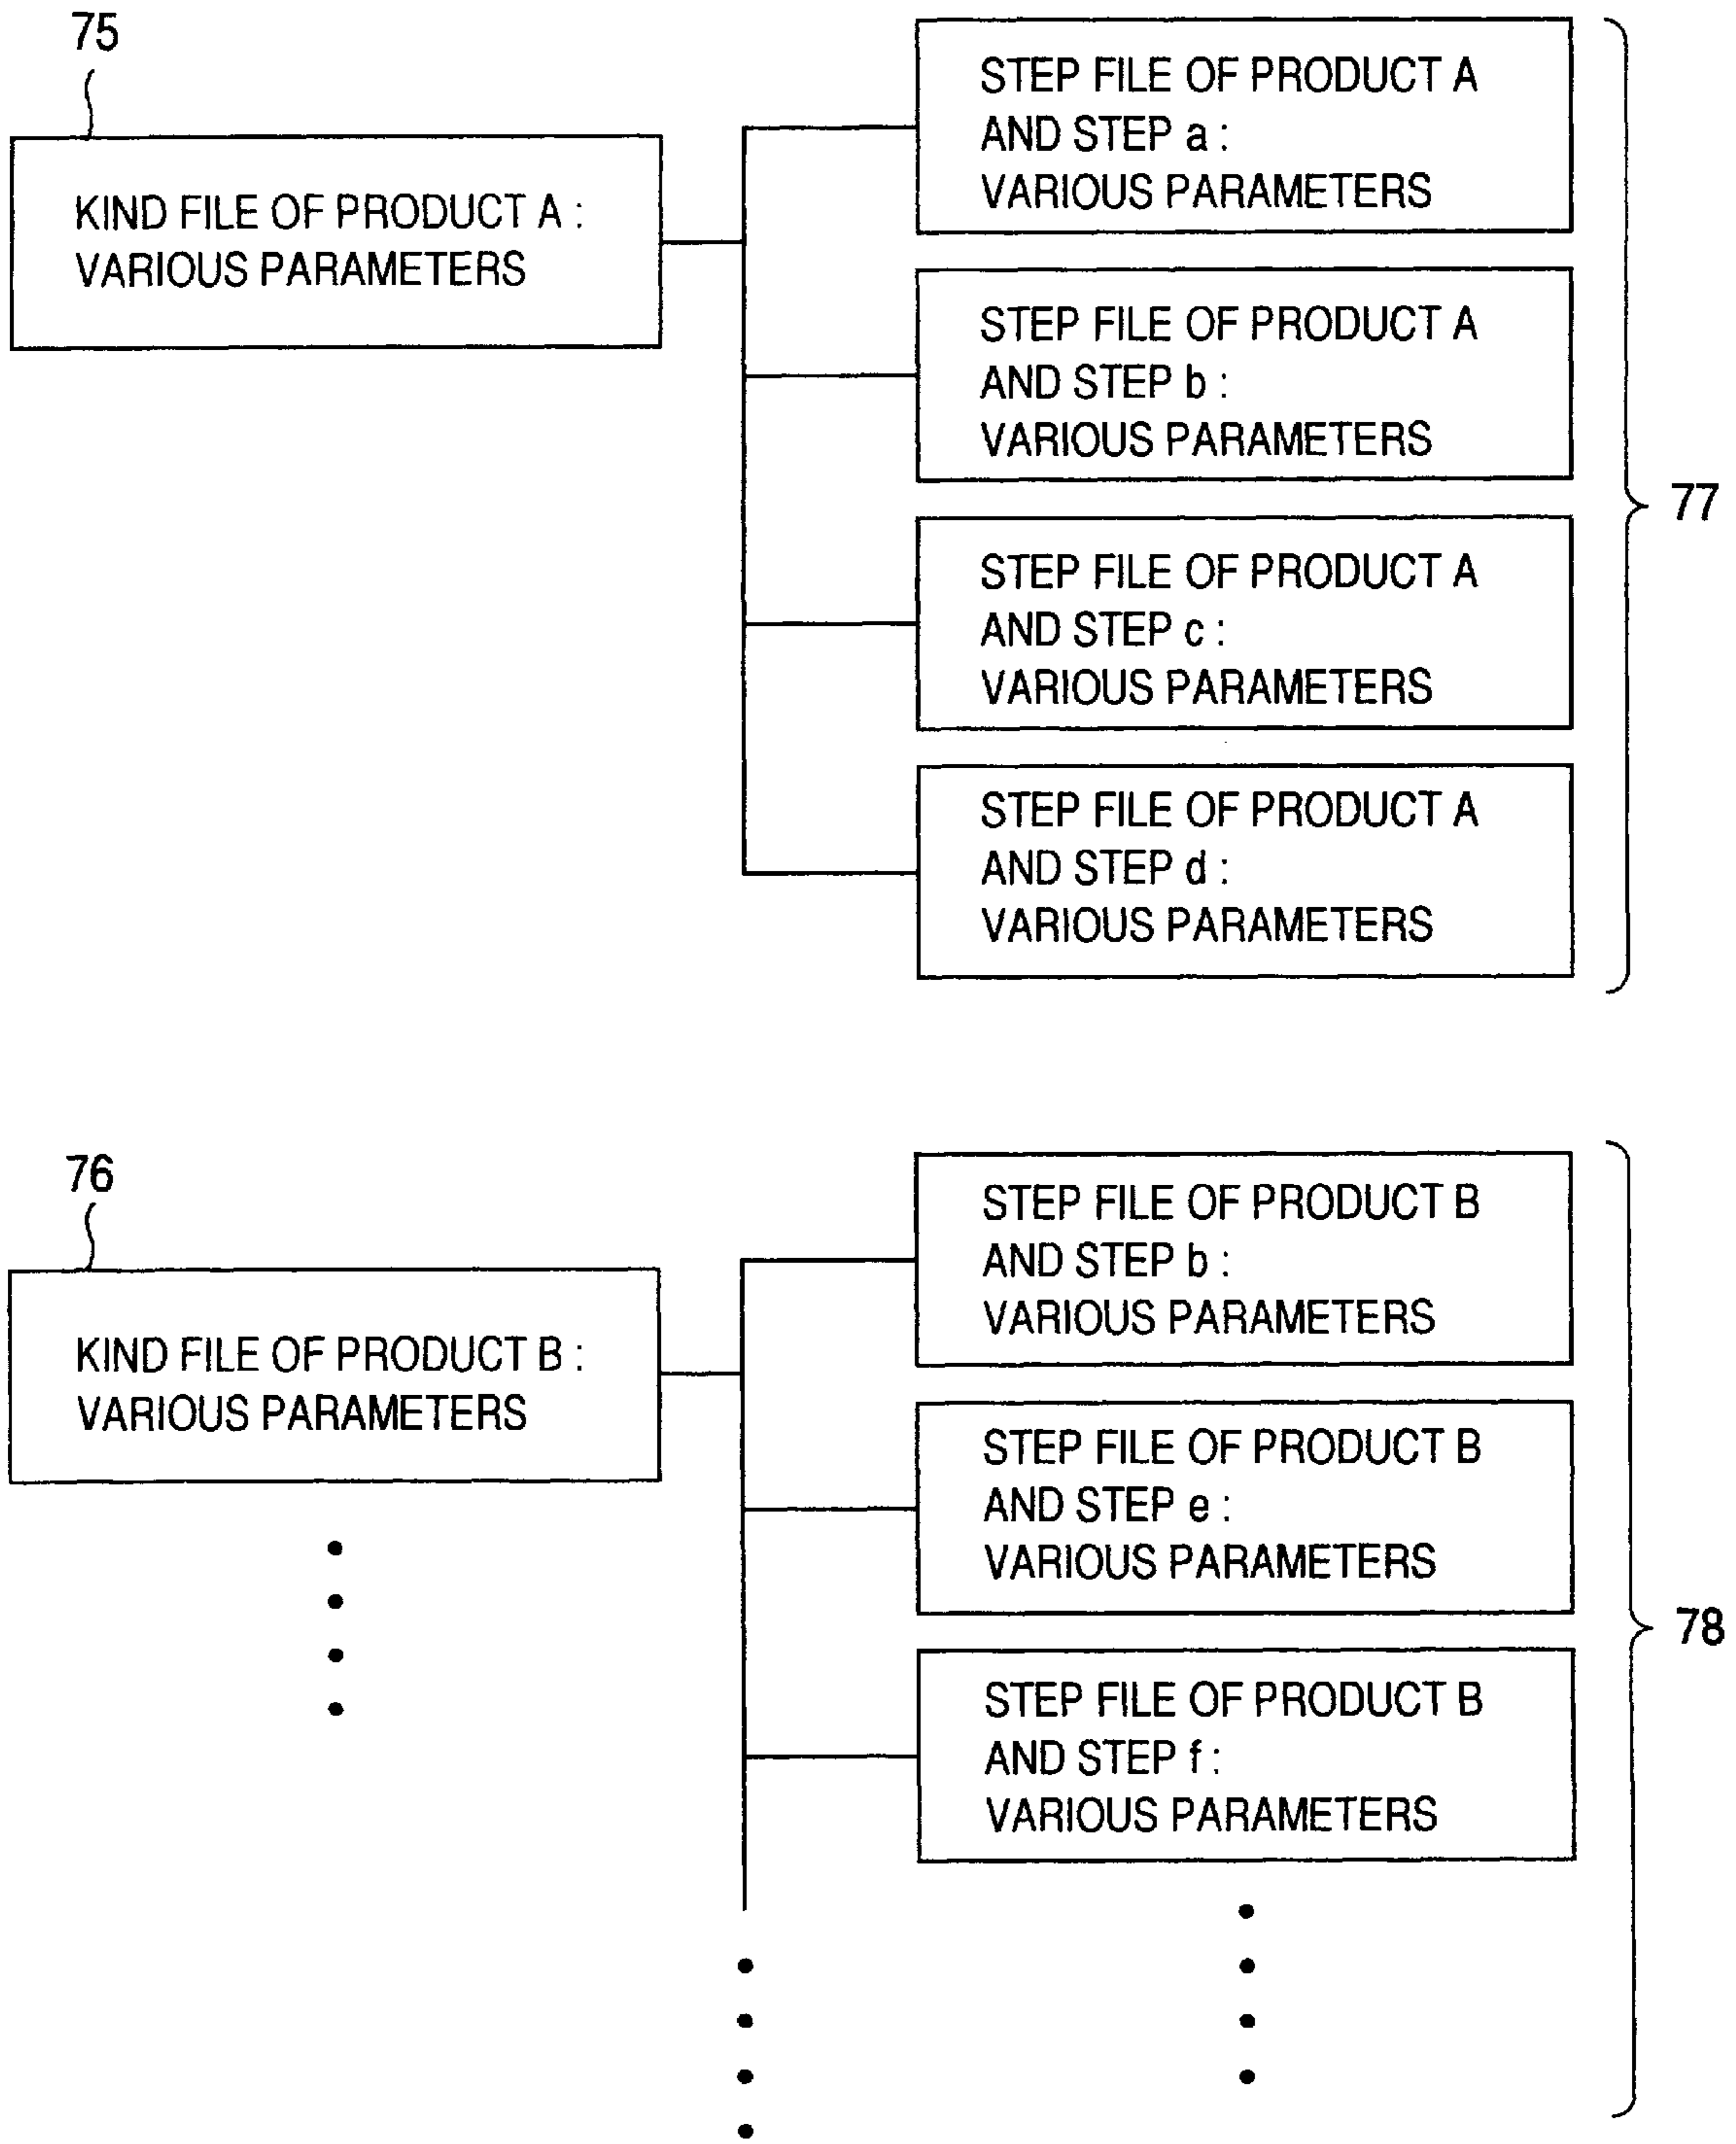 75
KIND FILE OF PRODUCT A :
VARIOUS PARAMETERS
STEP FILE OF PRODUCT A
AND STEP a :
VARIOUS PARAMETERS
STEP FILE OF PRODUCT A
AND STEP b :
VARIOUS PARAMETERS
STEP FILE OF PRODUCT A
AND STEP c :
VARIOUS PARAMETERS
STEP FILE OF PRODUCT A
AND STEP d :
VARIOUS PARAMETERS
77
76
KIND FILE OF PRODUCT B :
VARIOUS PARAMETERS
STEP FILE OF PRODUCT B
AND STEP b :
VARIOUS PARAMETERS
STEP FILE OF PRODUCT B
AND STEP e :
VARIOUS PARAMETERS
STEP FILE OF PRODUCT B
AND STEP f :
VARIOUS PARAMETERS
78